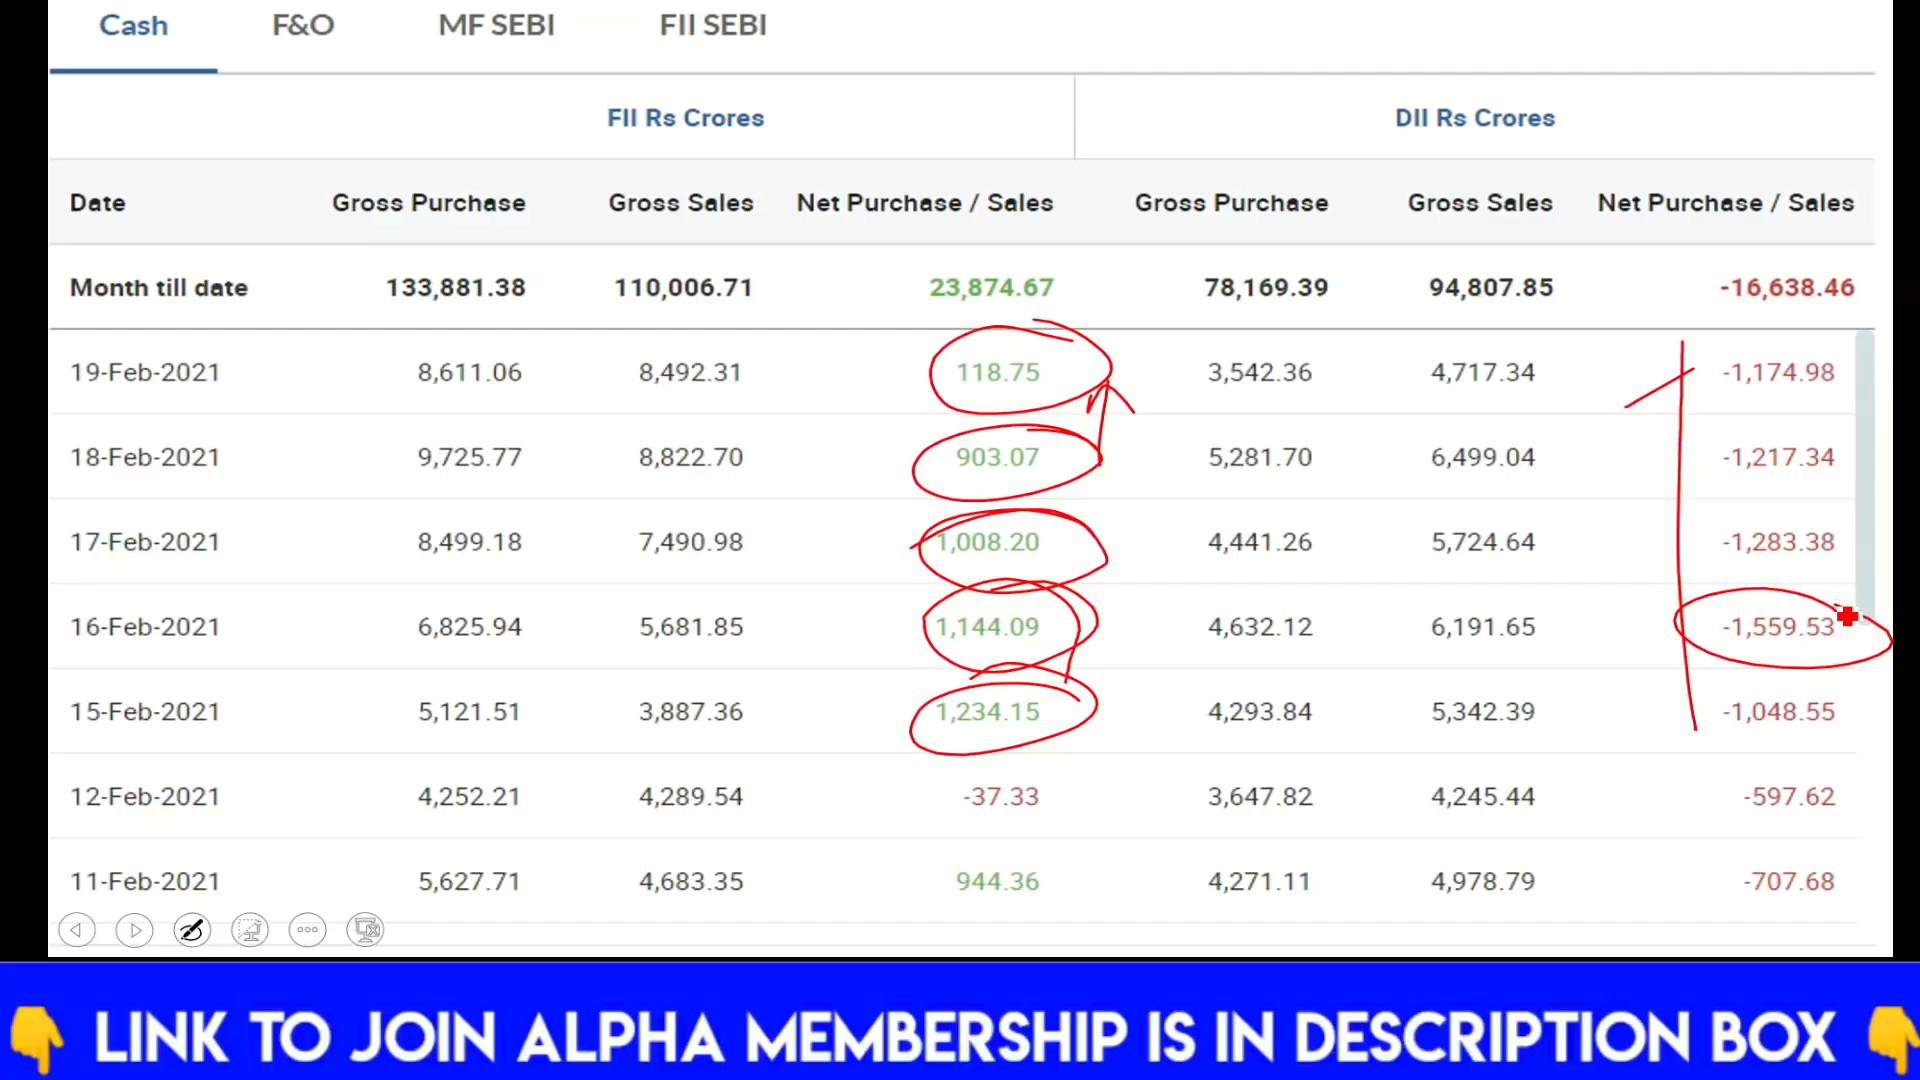 Cash F&O MF SEBI FII SEBI
FII Rs Crores DII Rs Crores
Date Gross Purchase Gross Sales Net Purchase / Sales Gross Purchase Gross Sales Net Purchase / Sales
Month till date 133,881.38 110,006.71 23,874.67 78,169.39 94,807.85 -16,638.46
19-Feb-2021 8,611.06 8,492.31 118.75 3,542.36 4,717.34 -1,174.98
18-Feb-2021 9,725.77 8,822.70 903.07 5,281.70 6,499.04 -1,217.34
17-Feb-2021 8,499.18 7,490.98 1,008.20 4,441.26 5,724.64 -1,283.38
16-Feb-2021 6,825.94 5,681.85 1,144.09 4,632.12 6,191.65 -1,559.53
15-Feb-2021 5,121.51 3,887.36 1,234.15 4,293.84 5,342.39 -1,048.55
12-Feb-2021 4,252.21 4,289.54 -37.33 3,647.82 4,245.44 -597.62
11-Feb-2021 5,627.71 4,683.35 944.36 4,271.11 4,978.79 -707.68
LINK TO JOIN ALPHA MEMBERSHIP IS IN DESCRIPTION BOX